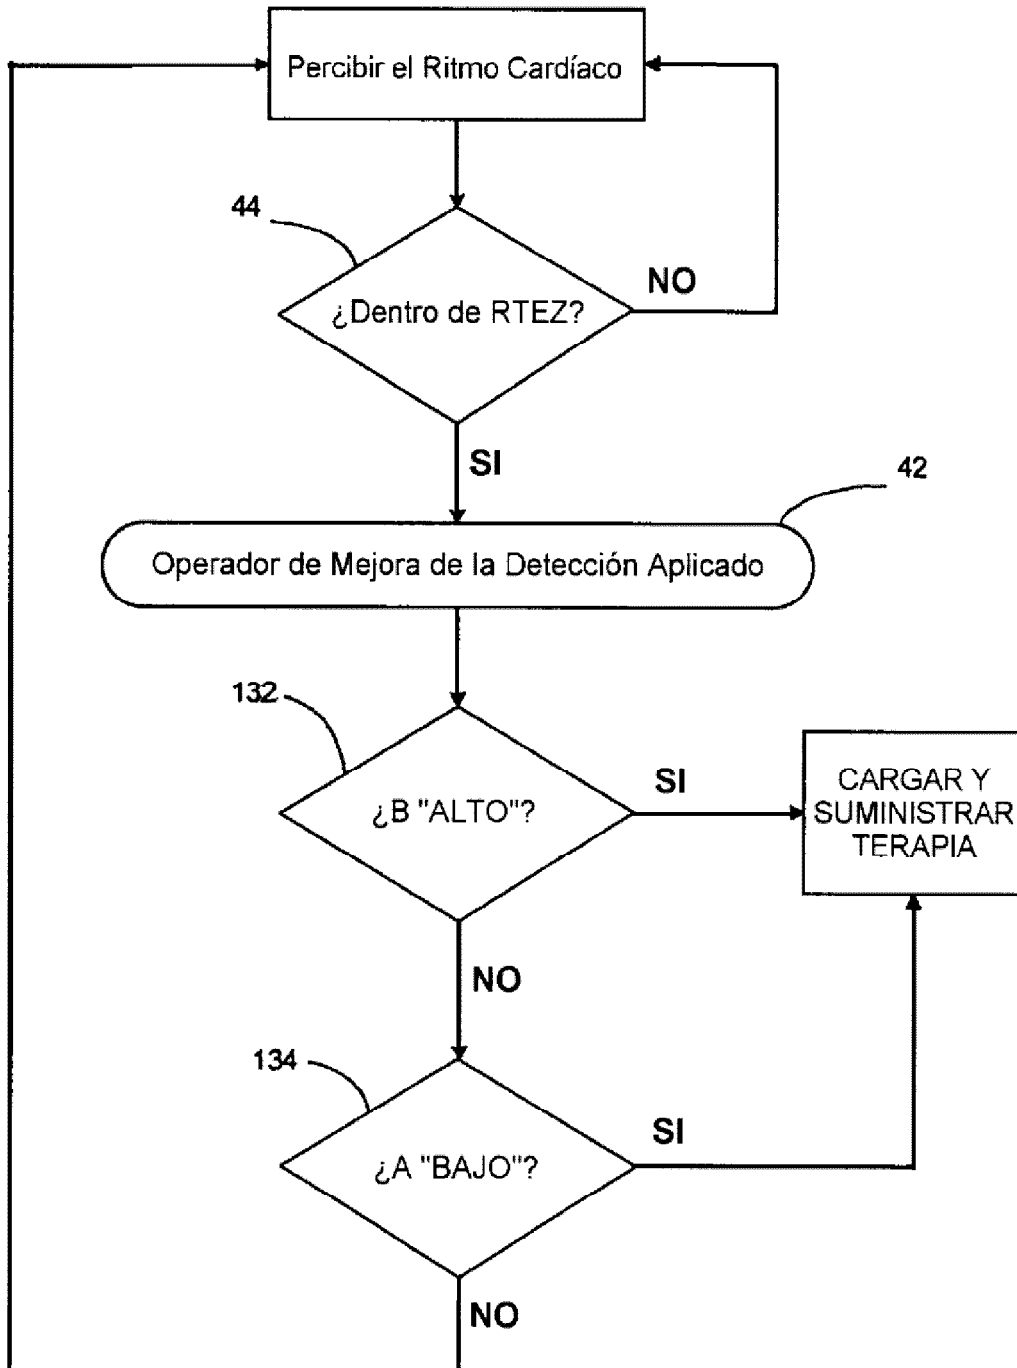 Percibir el Ritmo Cardíaco
44
¿Dentro de RTEZ?
NO
SI
42
Operador de Mejora de la Detección Aplicado
132
¿B "ALTO"?
SI
CARGAR Y
SUMINISTRAR
TERAPIA
NO
134
¿A "BAJO"?
SI
NO